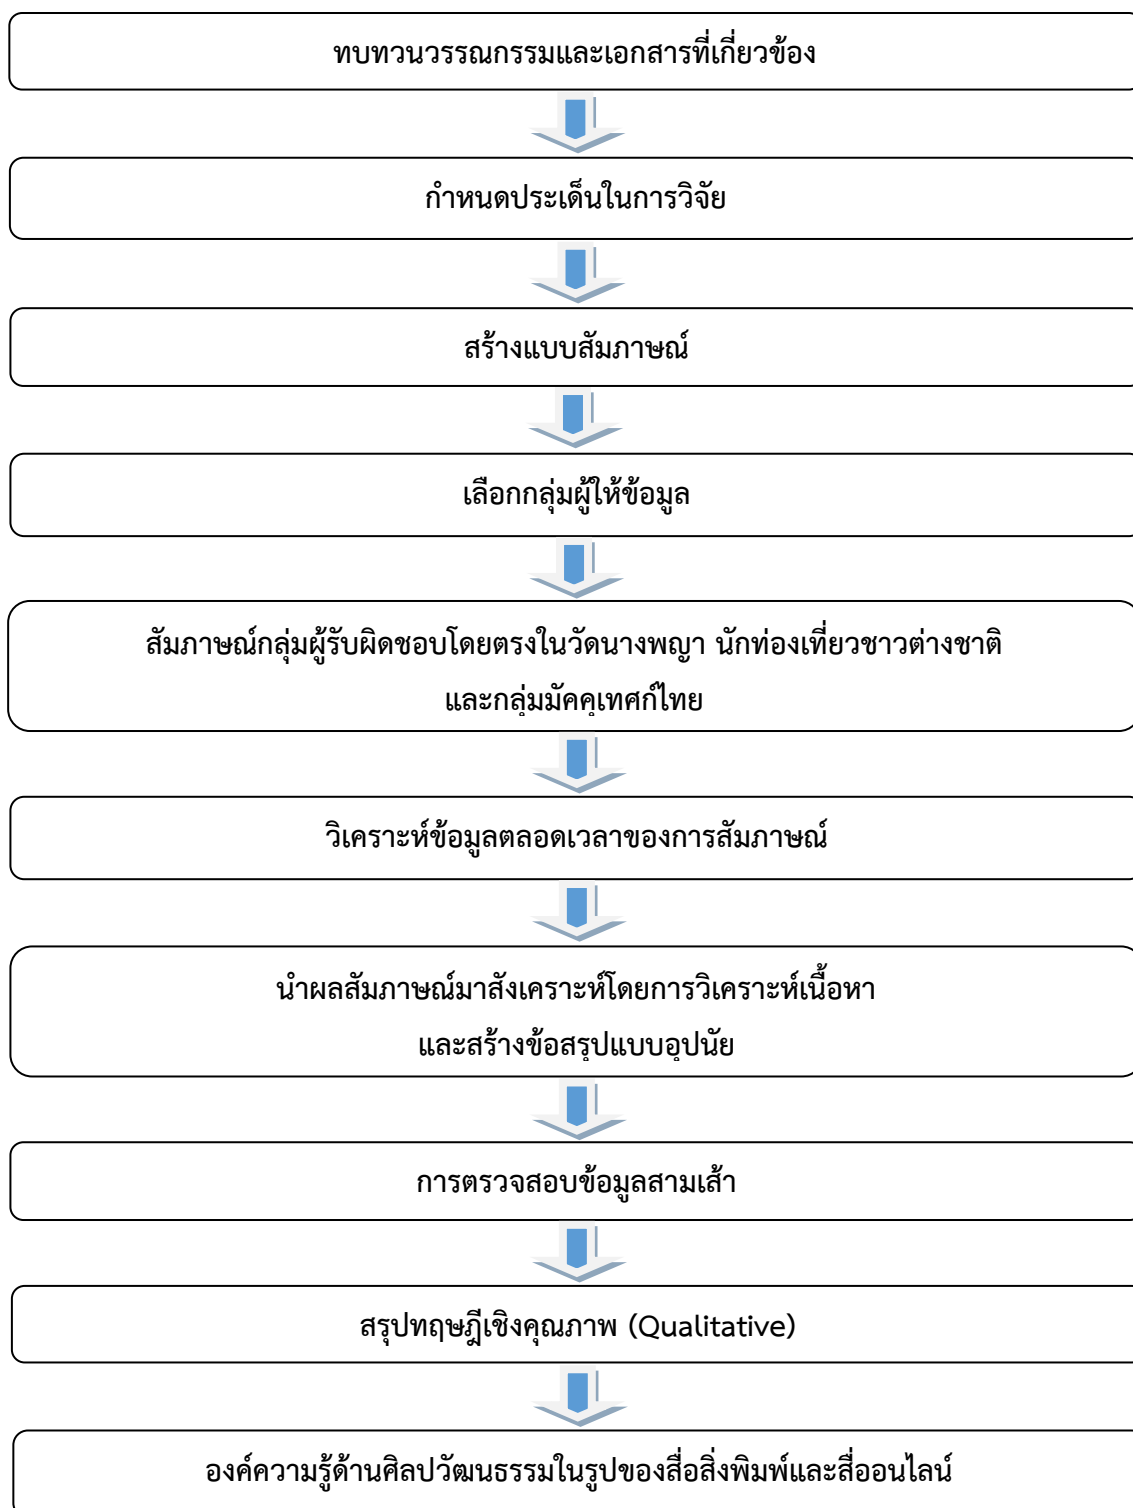 ทบทวนวรรณกรรมและเอกสารที่เกี่ยวข้อง
กำหนดประเด็นในการวิจัย
สร้างแบบสัมภาษณ์
เลือกกลุ่มผู้ให้ข้อมูล
สัมภาษณ์กลุ่มผู้รับผิดชอบโดยตรงในวัดนางพญา นักท่องเที่ยวชาวต่างชาติ
และกลุ่มมัคคุเทศก์ไทย
วิเคราะห์ข้อมูลตลอดเวลาของการสัมภาษณ์
นำผลสัมภาษณ์มาสังเคราะห์โดยการวิเคราะห์เนื้อหา
และสร้างข้อสรุปแบบอุปนัย
การตรวจสอบข้อมูลสามเส้า
สรุปทฤษฎีเชิงคุณภาพ (Qualitative)
องค์ความรู้ด้านศิลปวัฒนธรรมในรูปของสื่อสิ่งพิมพ์และสื่อออนไลน์